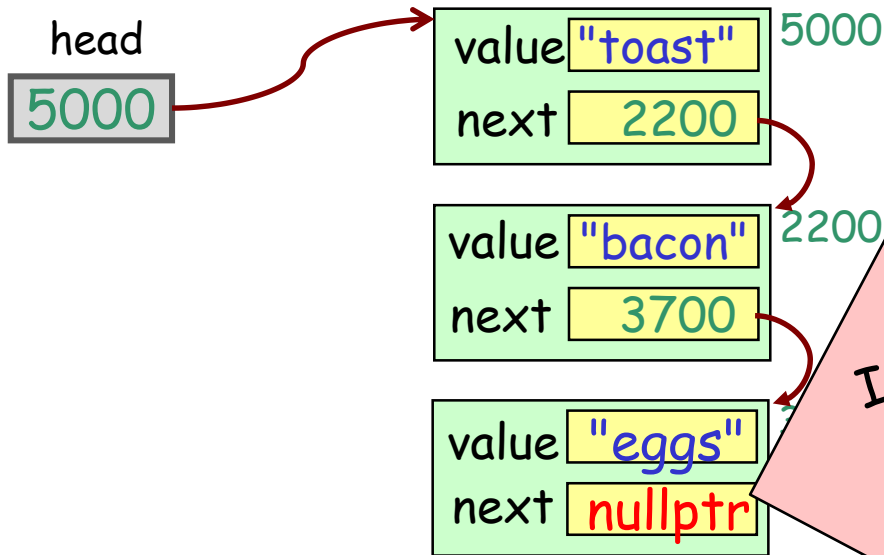 head
5000
value "toast" 5000
next 2200
value "bacon" 2200
next 3700
value "eggs"
next nullptr
I